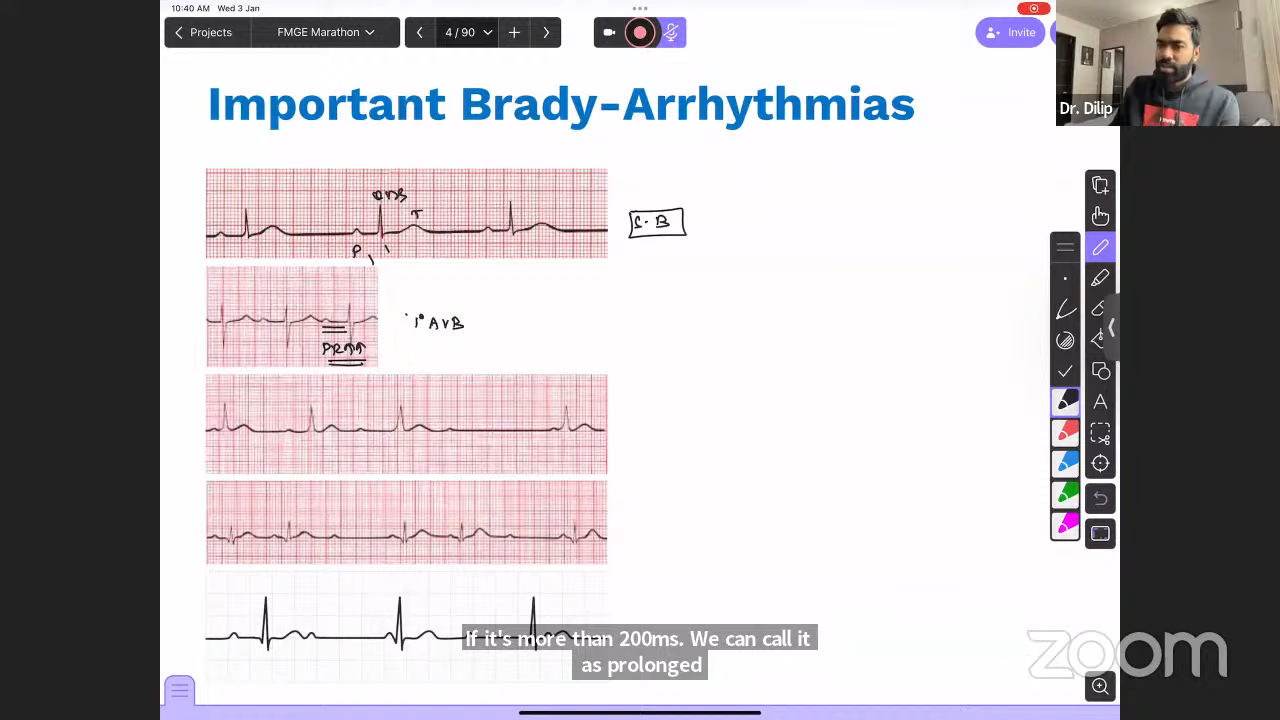 10:40 AM Wed 3 Jan
Projects
FMGE Marathon
4 / 90
Invite
Important Brady-Arrhythmias
Dr. Dilip
QRS
T
P
S.B
1° AVB
PR↑↑
A
If it's more than 200ms. We can call it
as prolonged
zoom